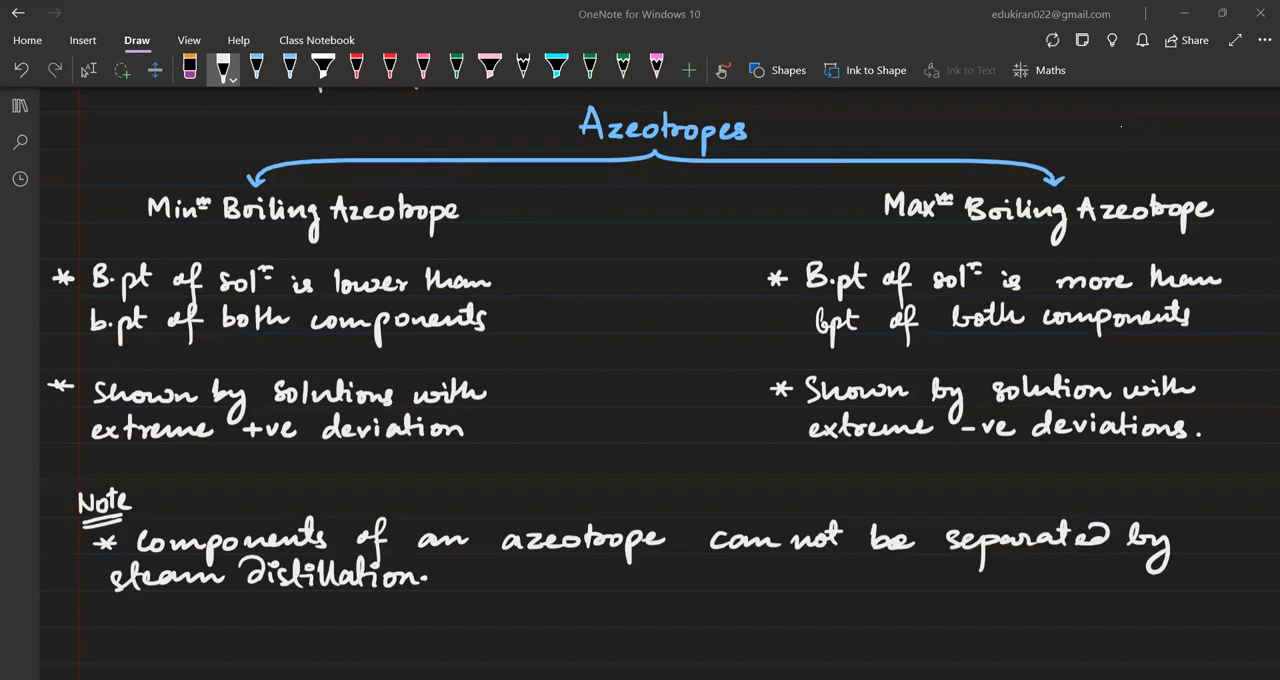 OneNote for Windows 10
edukiran022@gmail.com
Home Insert Draw View Help Class Notebook
Share
Shapes Ink to Shape Ink to Text Maths
Azeotropes
Minᵐ Boiling Azeotrope
Maxᵐ Boiling Azeotrope
* B.pt of solⁿ is lower than
b.pt of both components
* B.pt of solⁿ is more than
bpt of both components
* Shown by solutions with
extreme +ve deviation
* Shown by solution with
extreme -ve deviations.
Note
* components of an azeotrope can not be separated by
steam Distillation.